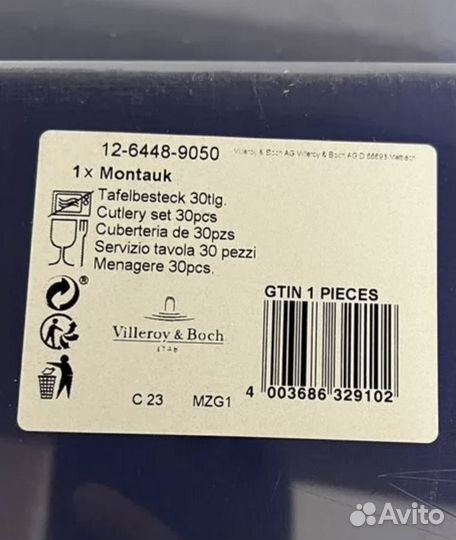 12-6448-9050 Villeroy & Boch AG Villeroy & Boch AG D 66693 Mettlach
1x Montauk
Tafelbesteck 30tlg.
Cutlery set 30pcs
Cuberteria de 30pzs
Servizio tavola 30 pezzi
Menagere 30pcs.
GTIN 1 PIECES
Villeroy & Boch
1748
C 23 MZG1
4 003686 329102
Avito